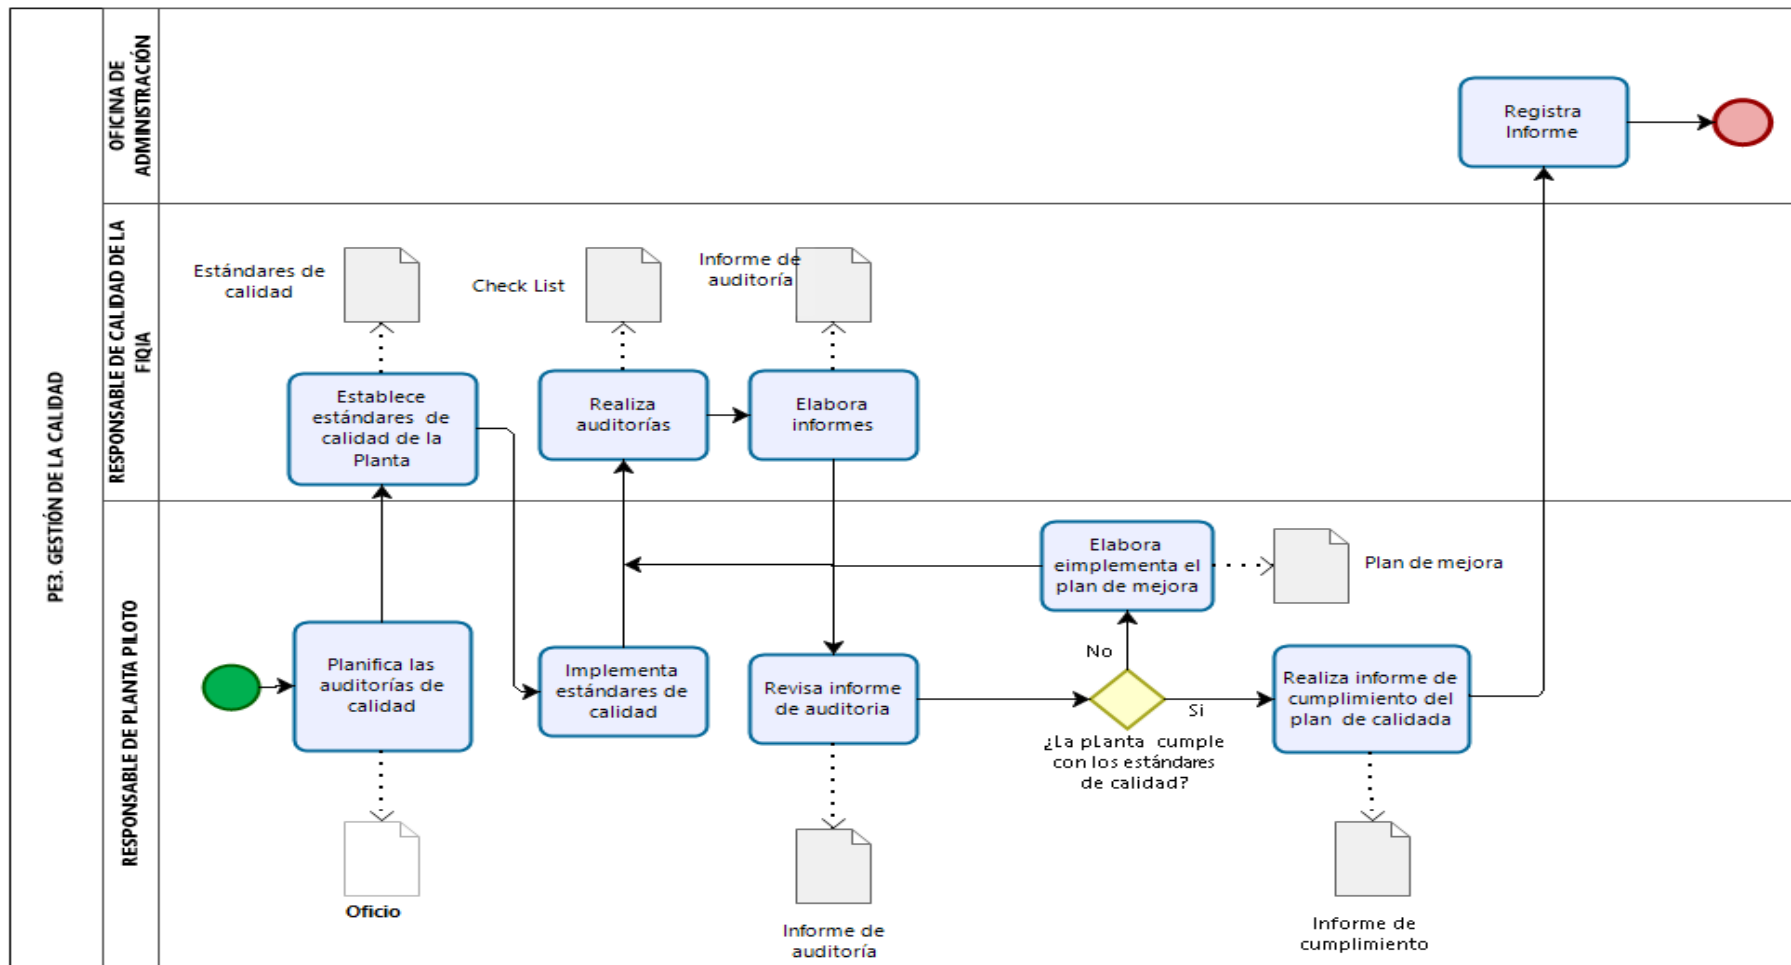 PE3. GESTIÓN DE LA CALIDAD
OFICINA DE
ADMINISTRACIÓN
Registra
Informe
RESPONSABLE DE CALIDAD DE LA
FIQIA
Estándares de
calidad
Check List
Informe de
auditoría
Establece
estándares de
calidad de la
Planta
Realiza
auditorías
Elabora
informes
RESPONSABLE DE PLANTA PILOTO
Planifica las
auditorías de
calidad
Oficio
Implementa
estándares de
calidad
Revisa informe
de auditoria
Informe de
auditoría
Elabora
eimplementa el
plan de mejora
Plan de mejora
No
Si
¿La planta cumple
con los estándares
de calidad?
Realiza informe de
cumplimiento del
plan de calidada
Informe de
cumplimiento